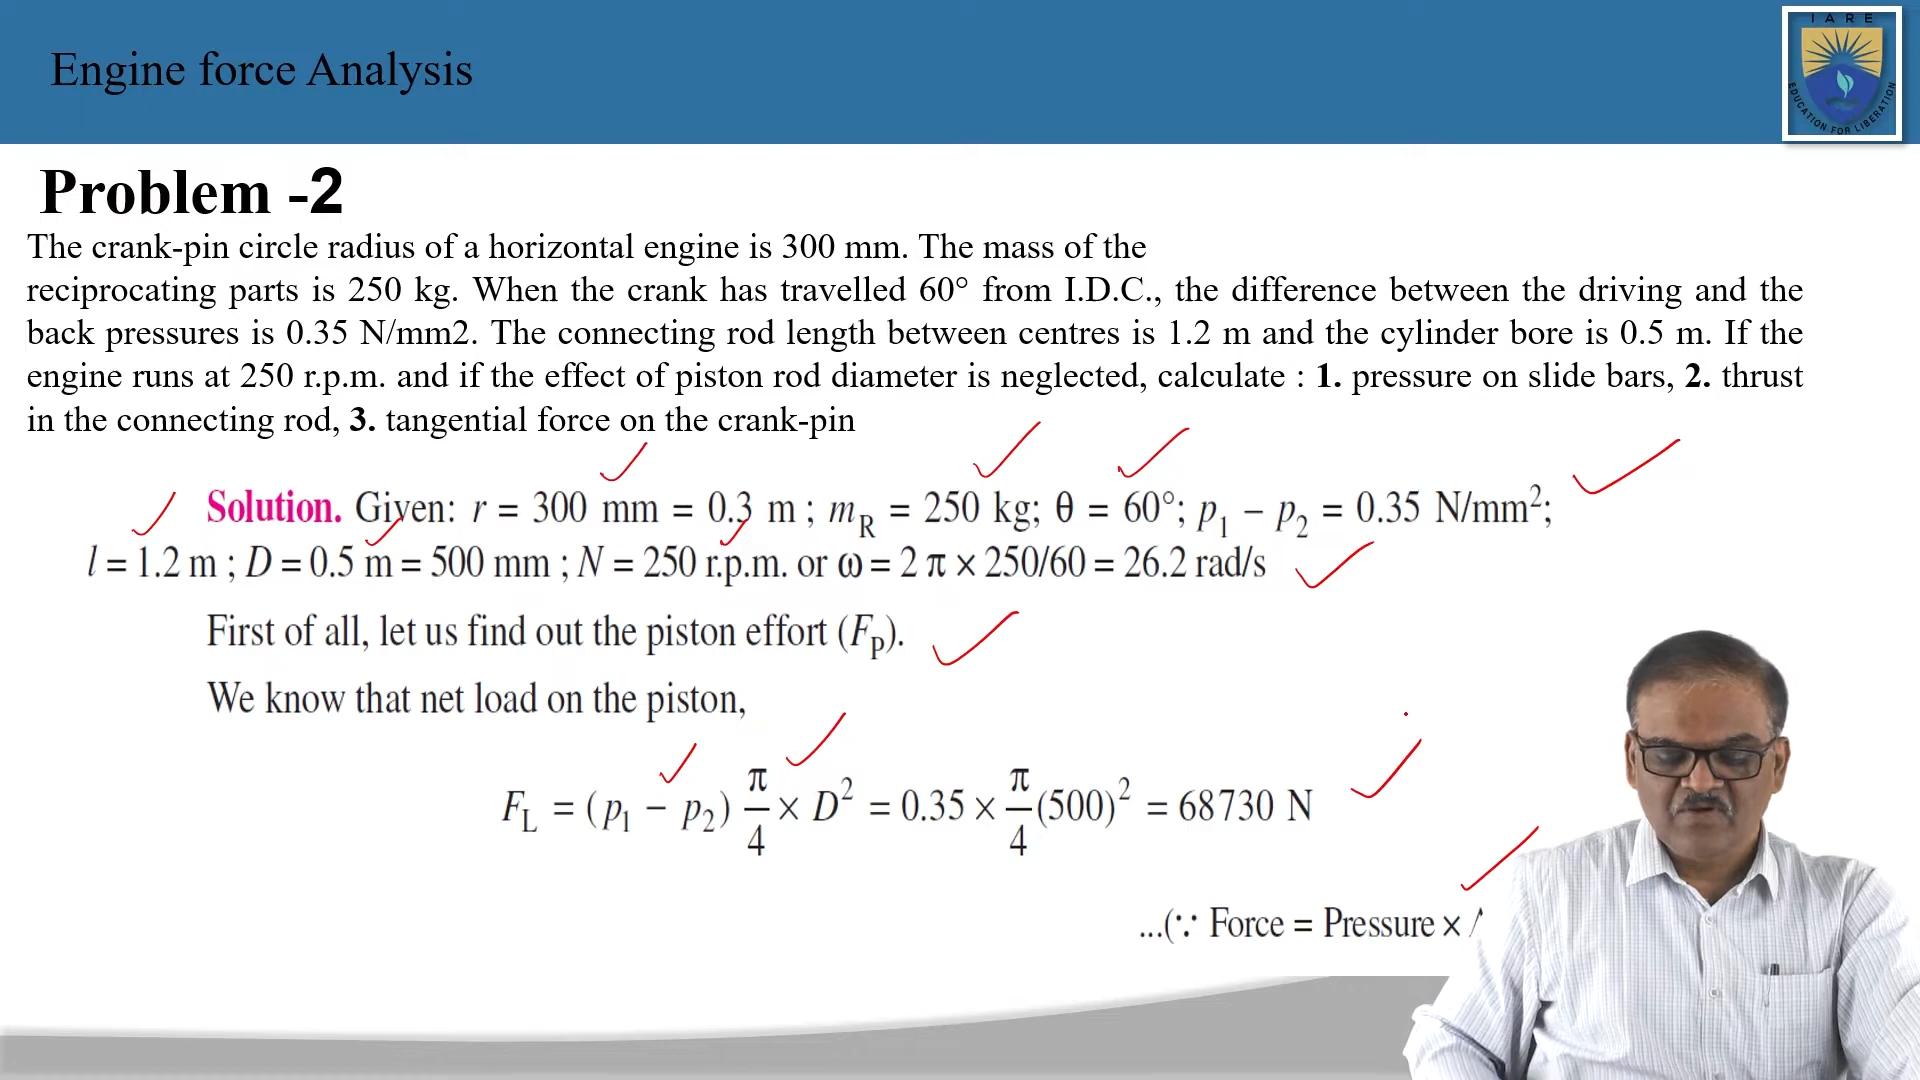 Engine force Analysis
IARE
EDUCATION FOR LIBERATION
Problem -2
The crank-pin circle radius of a horizontal engine is 300 mm. The mass of the
reciprocating parts is 250 kg. When the crank has travelled 60° from I.D.C., the difference between the driving and the
back pressures is 0.35 N/mm2. The connecting rod length between centres is 1.2 m and the cylinder bore is 0.5 m. If the
engine runs at 250 r.p.m. and if the effect of piston rod diameter is neglected, calculate : 1. pressure on slide bars, 2. thrust
in the connecting rod, 3. tangential force on the crank-pin
Solution. Given: r = 300 mm = 0.3 m ; m_R = 250 kg; θ = 60°; p₁ – p₂ = 0.35 N/mm²;
l = 1.2 m ; D = 0.5 m = 500 mm ; N = 250 r.p.m. or ω = 2 π × 250/60 = 26.2 rad/s
First of all, let us find out the piston effort (F_P).
We know that net load on the piston,
F_L = (p₁ – p₂) π/4 × D² = 0.35 × π/4 (500)² = 68730 N
...(∵ Force = Pressure ×